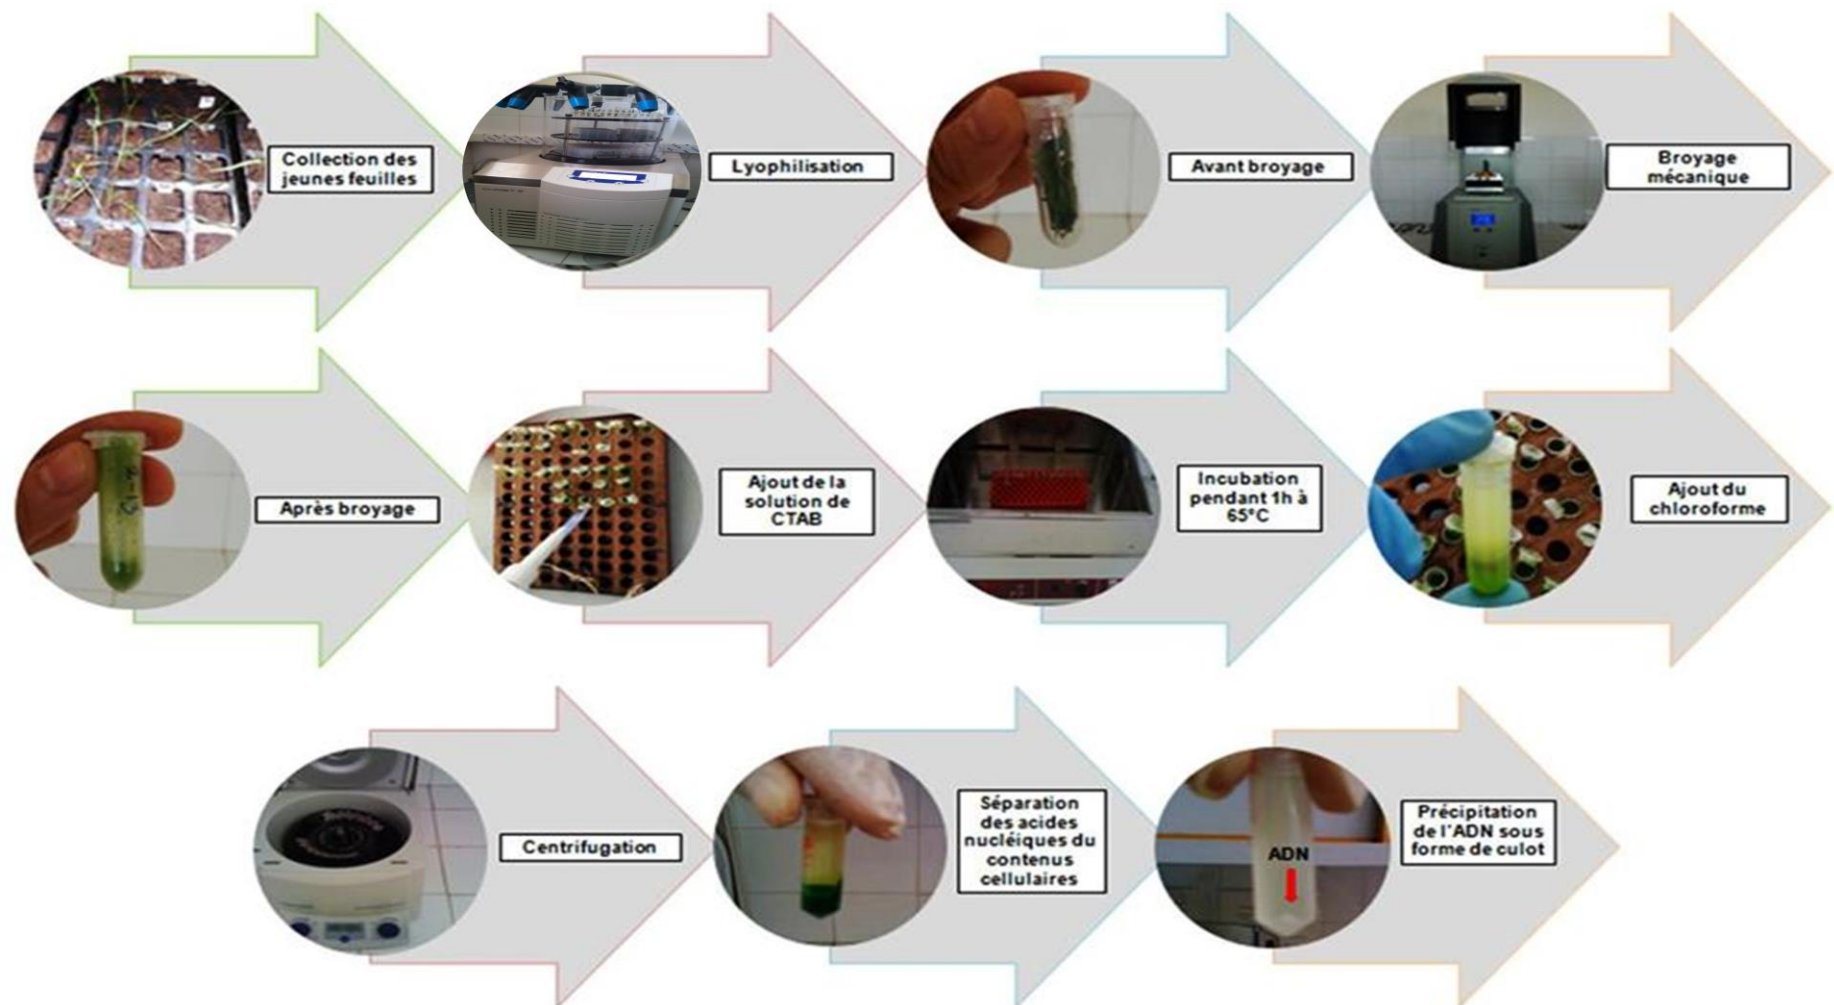 Collection des
jeunes feuilles
Lyophilisation
Avant broyage
Broyage
mécanique
Après broyage
Ajout de la
solution de
CTAB
Incubation
pendant 1h à
65°C
Ajout du
chloroforme
Centrifugation
Séparation
des acides
nucléiques du
contenus
cellulaires
ADN
Précipitation
de l'ADN sous
forme de culot